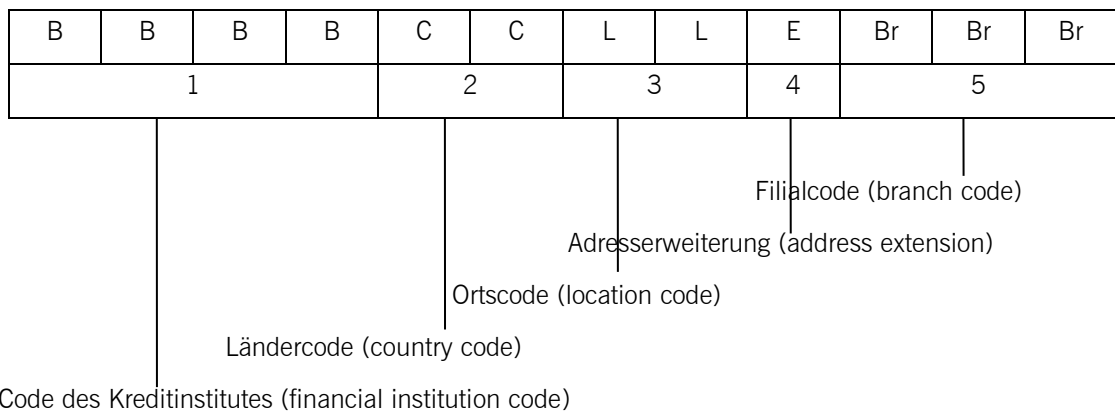 B B B B C C L L E Br Br Br
1 2 3 4 5
Filialcode (branch code)
Adresserweiterung (address extension)
Ortscode (location code)
Ländercode (country code)
Code des Kreditinstitutes (financial institution code)